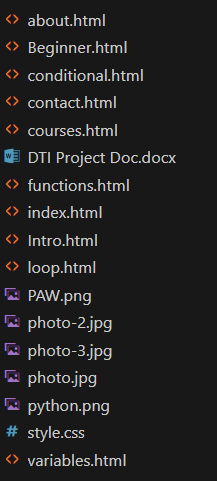 about.html
Beginner.html
conditional.html
contact.html
courses.html
DTI Project Doc.docx
functions.html
index.html
Intro.html
loop.html
PAW.png
photo-2.jpg
photo-3.jpg
photo.jpg
python.png
style.css
variables.html